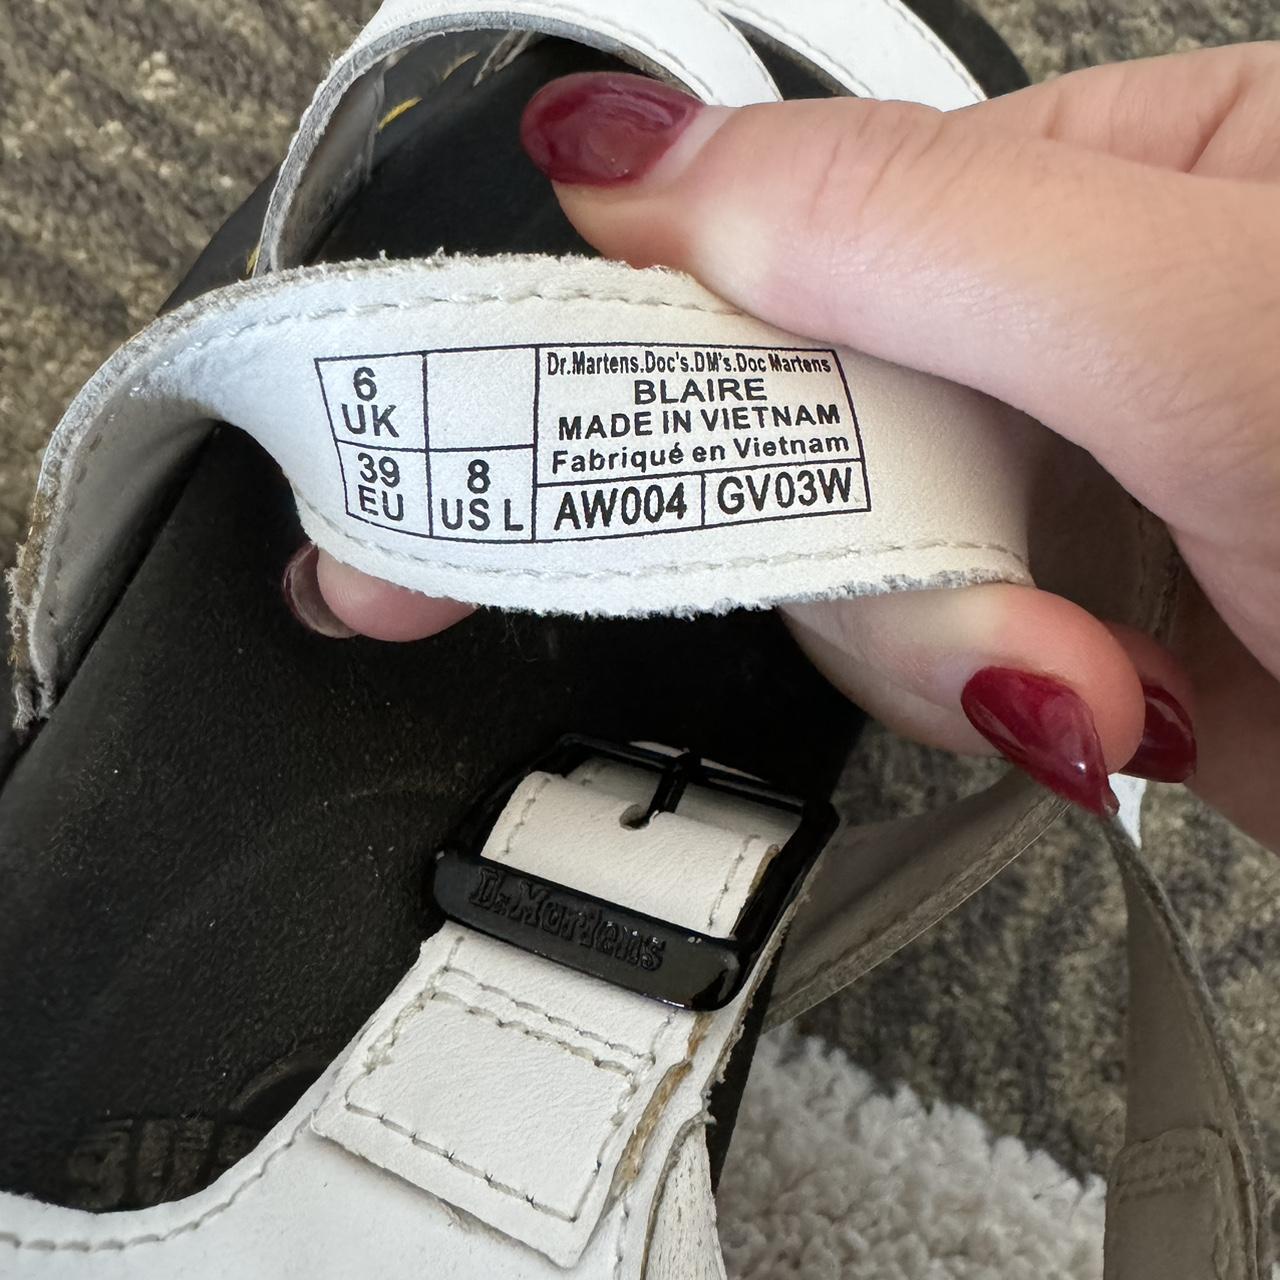 6
UK
39
EU
8
US L
Dr.Martens.Doc's.DM's.Doc Martens
BLAIRE
MADE IN VIETNAM
Fabriqué en Vietnam
AW004
GV03W
Dr.Martens